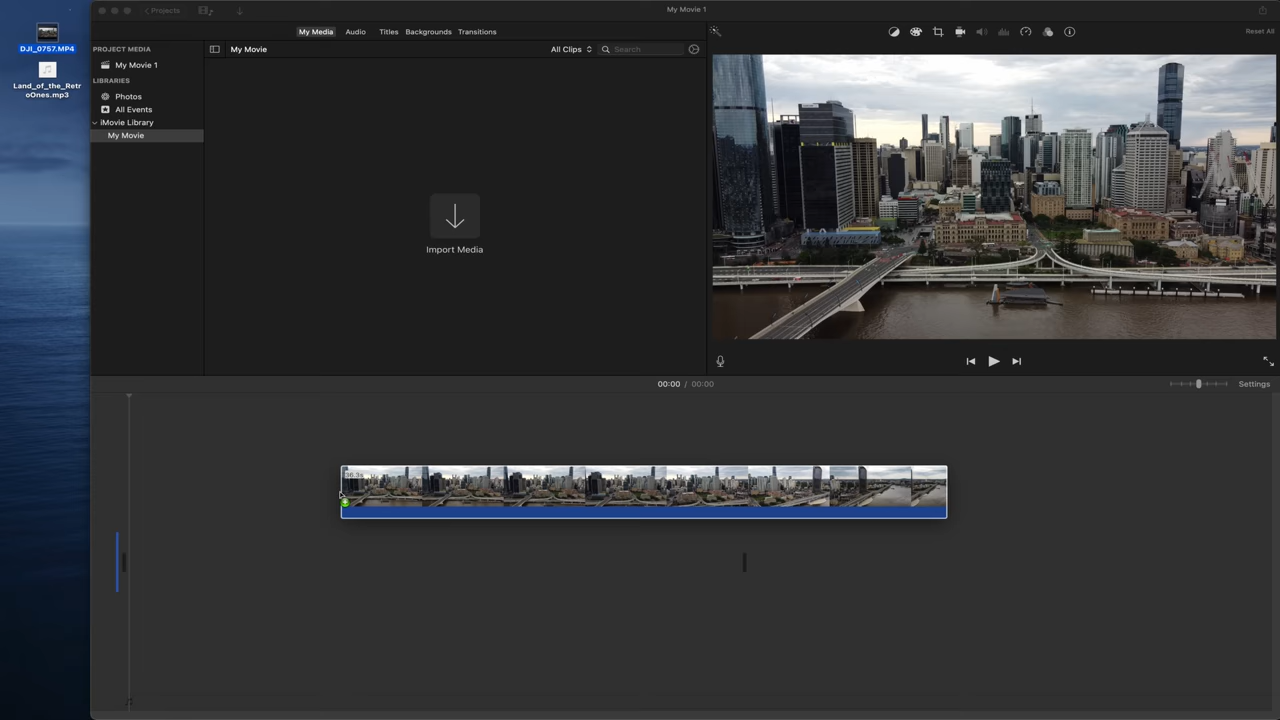 Projects
My Movie 1
DJI_0757.MP4
Land_of_the_Retr
oOnes.mp3
My Media
Audio
Titles
Backgrounds
Transitions
Reset All
PROJECT MEDIA
My Movie 1
LIBRARIES
Photos
All Events
iMovie Library
My Movie
My Movie
All Clips
Search
Import Media
00:00 / 00:00
Settings
36.3s